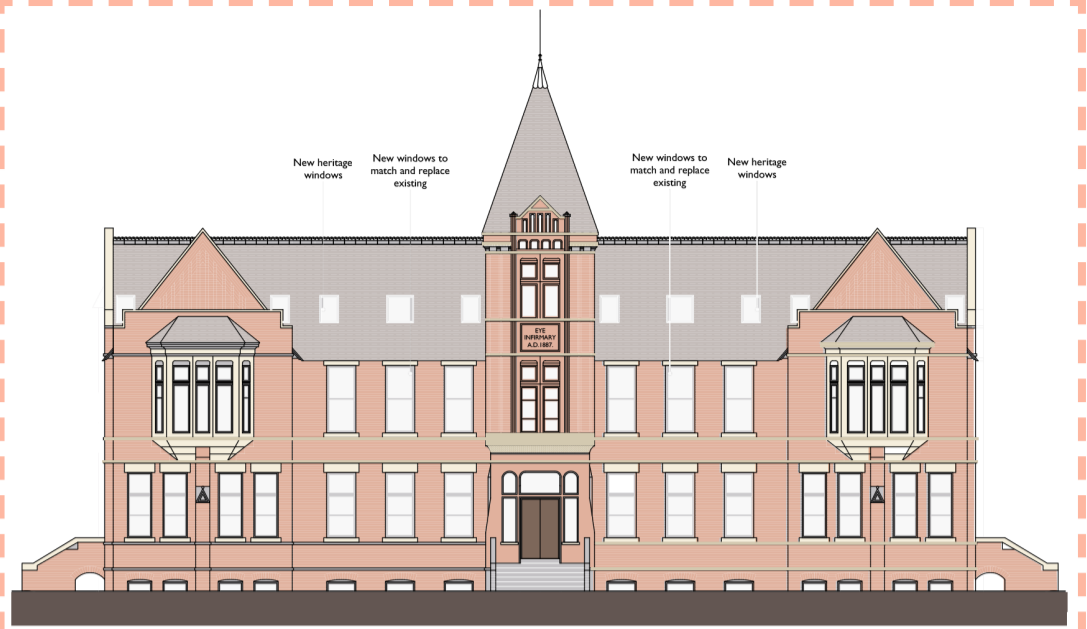 New heritage
windows
New windows to
match and replace
existing
New windows to
match and replace
existing
New heritage
windows
EYE
INFIRMARY
A.D. 1887.